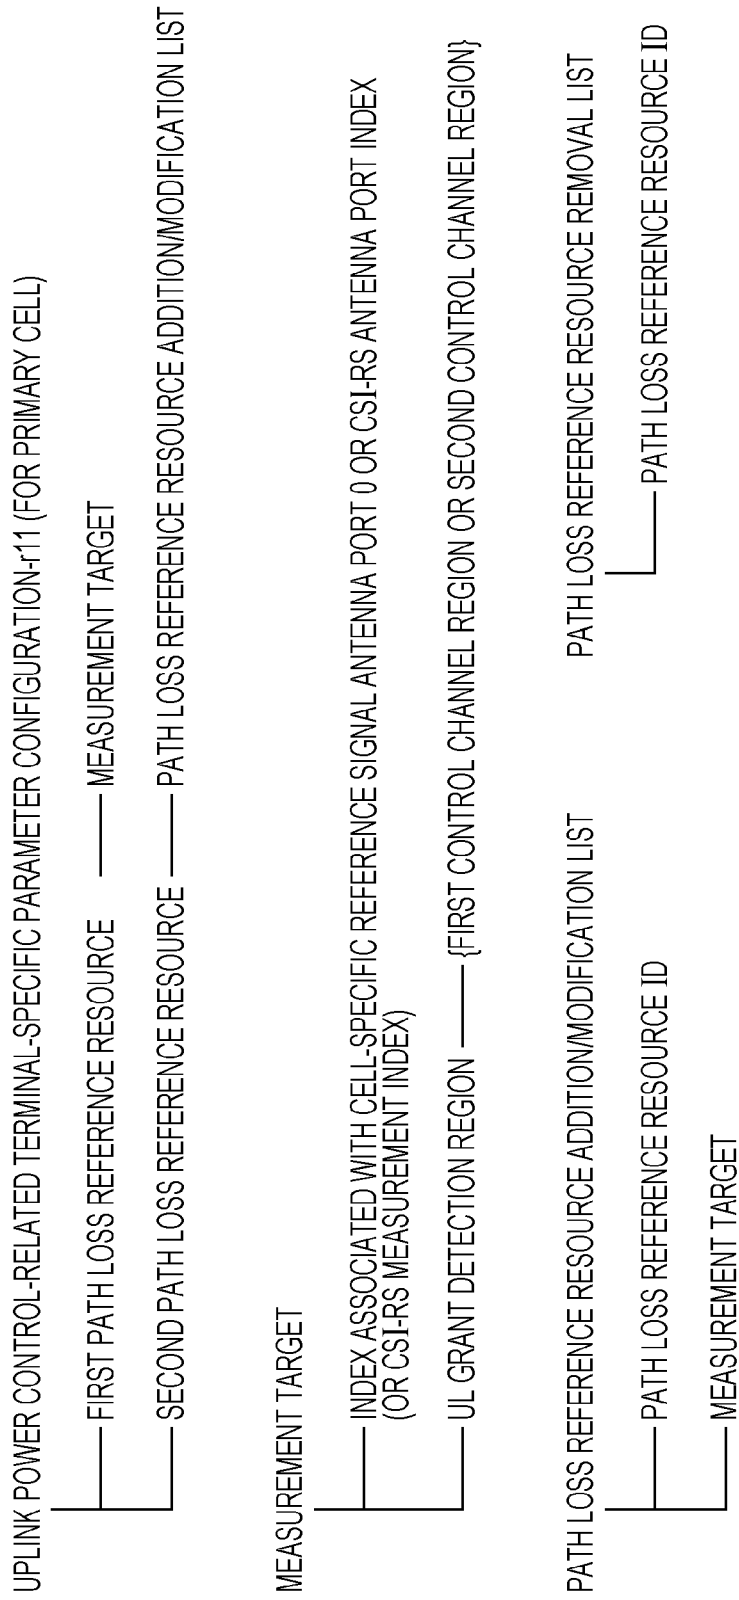 UPLINK POWER CONTROL-RELATED TERMINAL-SPECIFIC PARAMETER CONFIGURATION-r11 (FOR PRIMARY CELL)
FIRST PATH LOSS REFERENCE RESOURCE MEASUREMENT TARGET
SECOND PATH LOSS REFERENCE RESOURCE PATH LOSS REFERENCE RESOURCE ADDITION/MODIFICATION LIST
MEASUREMENT TARGET
INDEX ASSOCIATED WITH CELL-SPECIFIC REFERENCE SIGNAL ANTENNA PORT 0 OR CSI-RS ANTENNA PORT INDEX
(OR CSI-RS MEASUREMENT INDEX)
UL GRANT DETECTION REGION {FIRST CONTROL CHANNEL REGION OR SECOND CONTROL CHANNEL REGION}
PATH LOSS REFERENCE RESOURCE ADDITION/MODIFICATION LIST
PATH LOSS REFERENCE RESOURCE ID
MEASUREMENT TARGET
PATH LOSS REFERENCE RESOURCE REMOVAL LIST
PATH LOSS REFERENCE RESOURCE ID